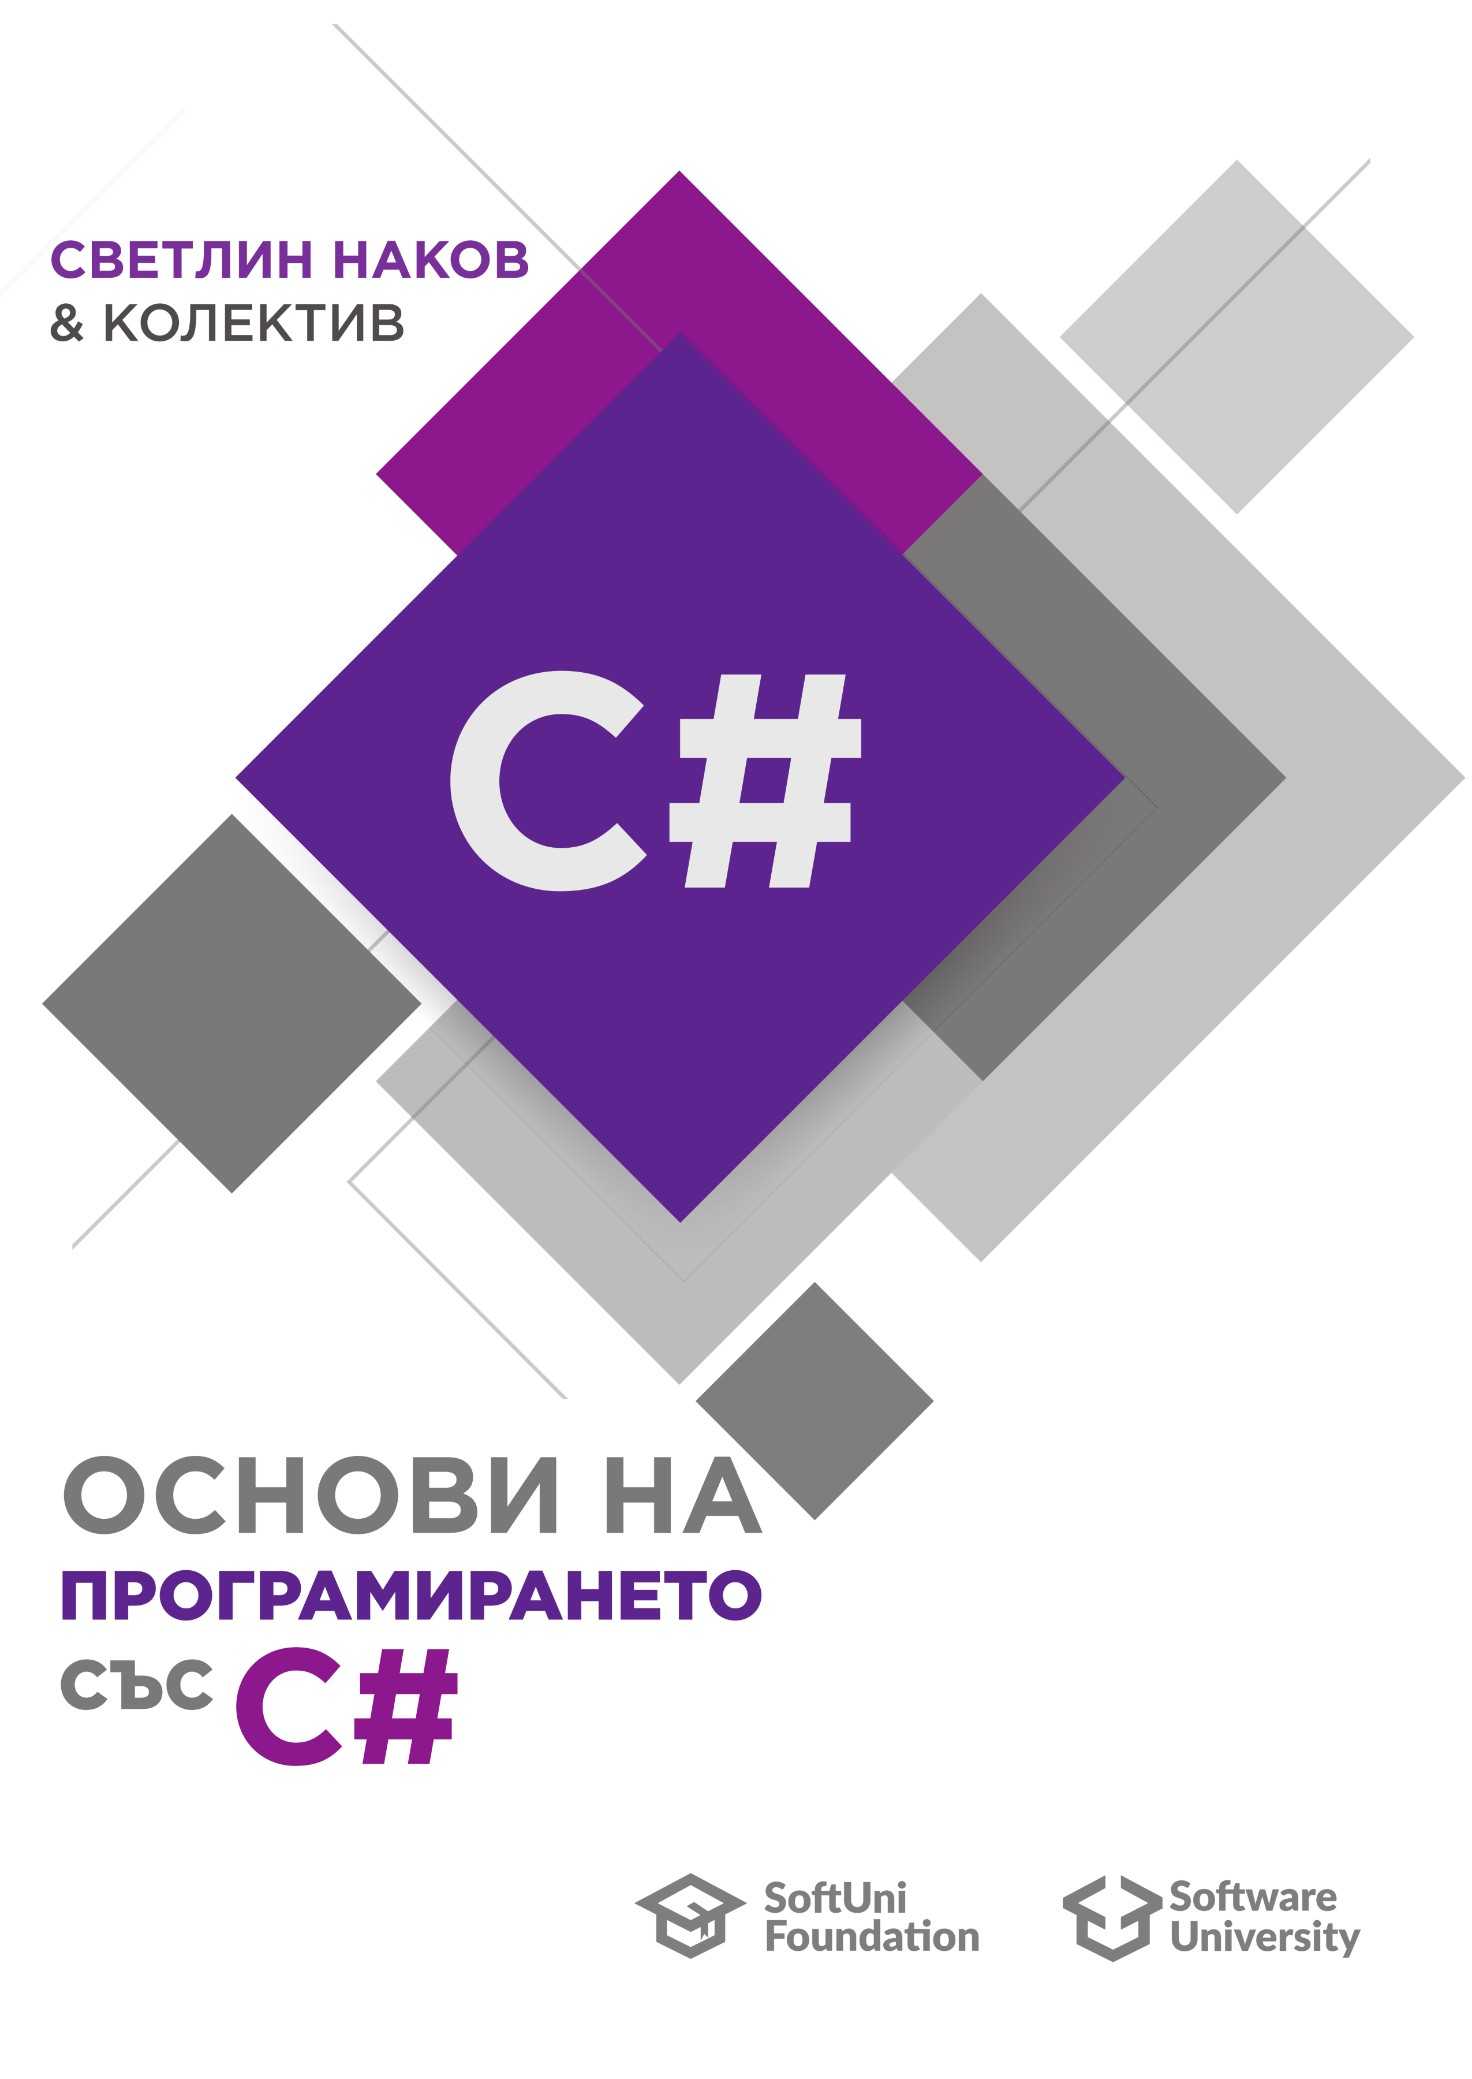 СВЕТЛИН НАКОВ
& КОЛЕКТИВ
C#
ОСНОВИ НА
ПРОГРАМИРАНЕТО
СЪС C#
SoftUni
Foundation
Software
University